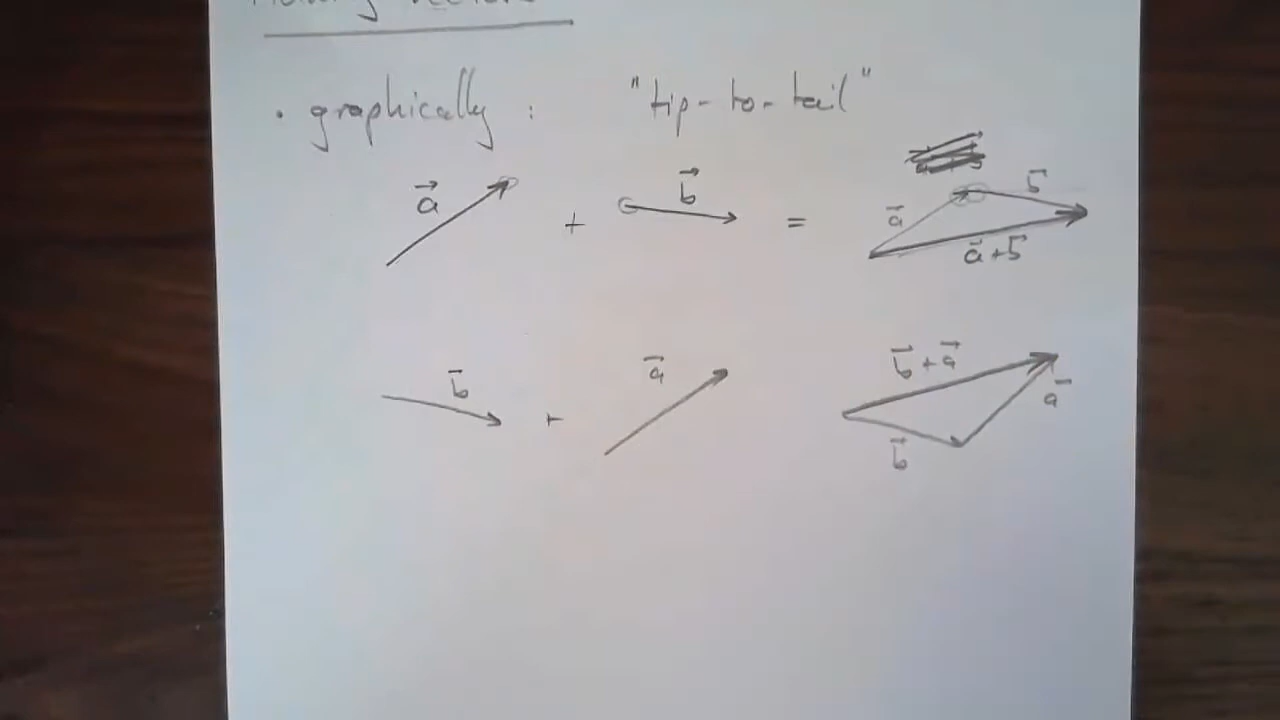 • graphically : "tip-to-tail"
a⃗ + b⃗ = a⃗ b⃗ a⃗+b⃗
b⃗ + a⃗ b⃗+a⃗ b⃗ a⃗